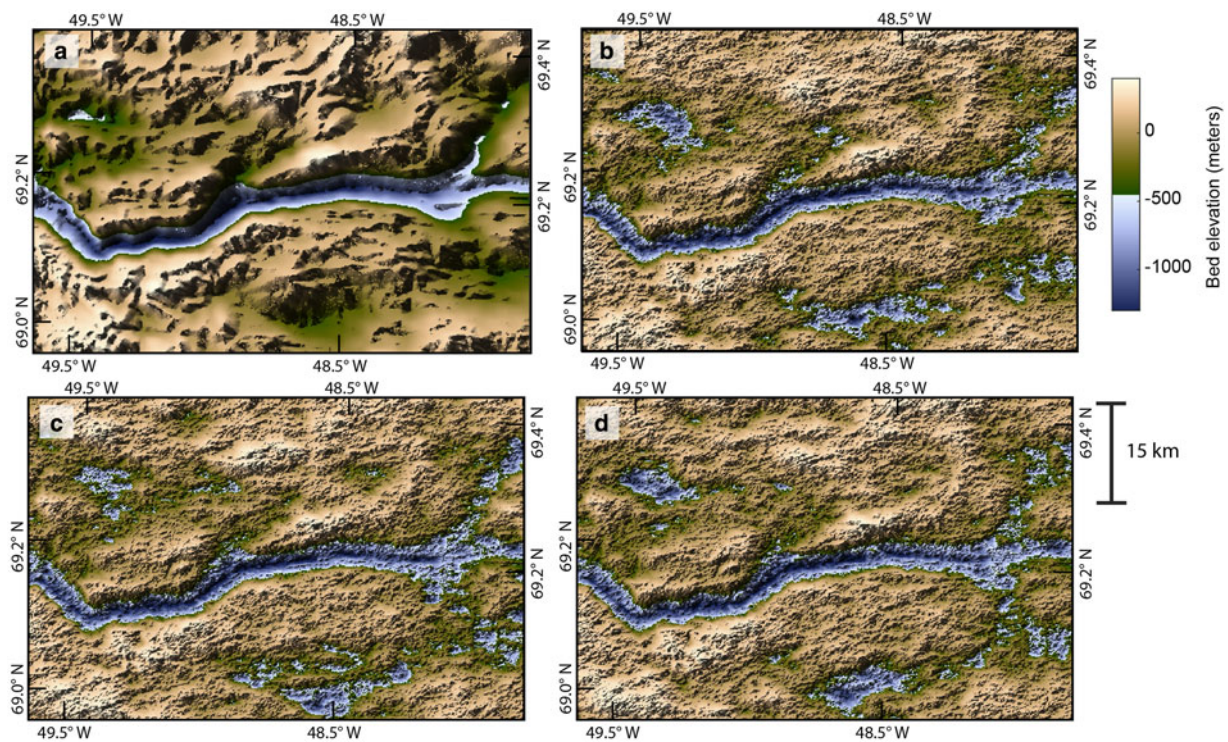 49.5° W 48.5° W 49.5° W 48.5° W
a b
69.4° N 69.4° N
69.2° N 69.2° N 69.2° N 69.2° N
69.0° N 69.0° N
49.5° W 48.5° W 49.5° W 48.5° W
0
-500
-1000
Bed elevation (meters)
49.5° W 48.5° W 49.5° W 48.5° W
c d
69.4° N 69.4° N
69.2° N 69.2° N 69.2° N 69.2° N
69.0° N 69.0° N
49.5° W 48.5° W 49.5° W 48.5° W
15 km